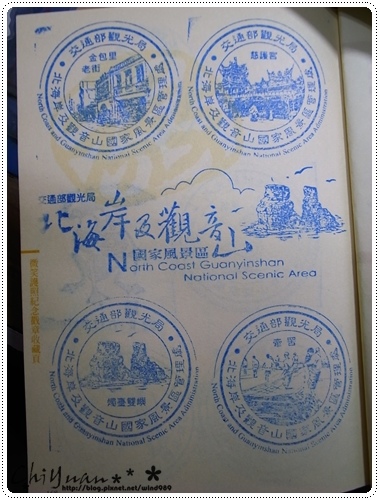 交通部觀光局
金包里
老街
北海岸及觀音山國家風景區管理處
North Coast and Guanyinshan National Scenic Area Administration
交通部觀光局
慈護宮
北海岸及觀音山國家風景區管理處
North Coast and Guanyinshan National Scenic Area Administration
交通部觀光局
北海岸及觀音山
國家風景區
North Coast Guanyinshan
National Scenic Area
交通部觀光局
燭臺雙嶼
北海岸及觀音山國家風景區管理處
North Coast and Guanyinshan National Scenic Area Administration
交通部觀光局
北海岸及觀音山國家風景區管理處
North Coast and Guanyinshan National Scenic Area Administration
hiYuan
http://blog.pixnet.net/wind989